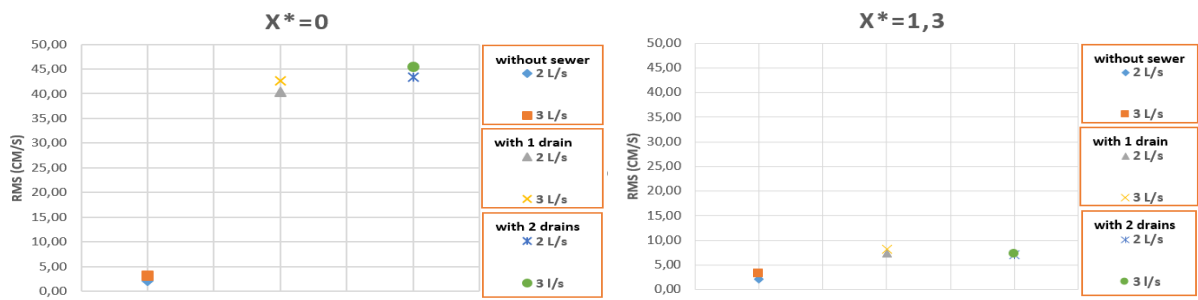 X*=0
50,00
45,00
40,00
35,00
30,00
25,00
20,00
15,00
10,00
5,00
0,00
RMS (CM/S)
without sewer
2 L/s
3 L/s
with 1 drain
2 L/s
3 L/s
with 2 drains
2 L/s
3 l/s
X*=1,3
50,00
45,00
40,00
35,00
30,00
25,00
20,00
15,00
10,00
5,00
0,00
RMS (CM/S)
without sewer
2 L/s
3 L/s
with 1 drain
2 L/s
3 L/s
with 2 drains
2 L/s
3 l/s